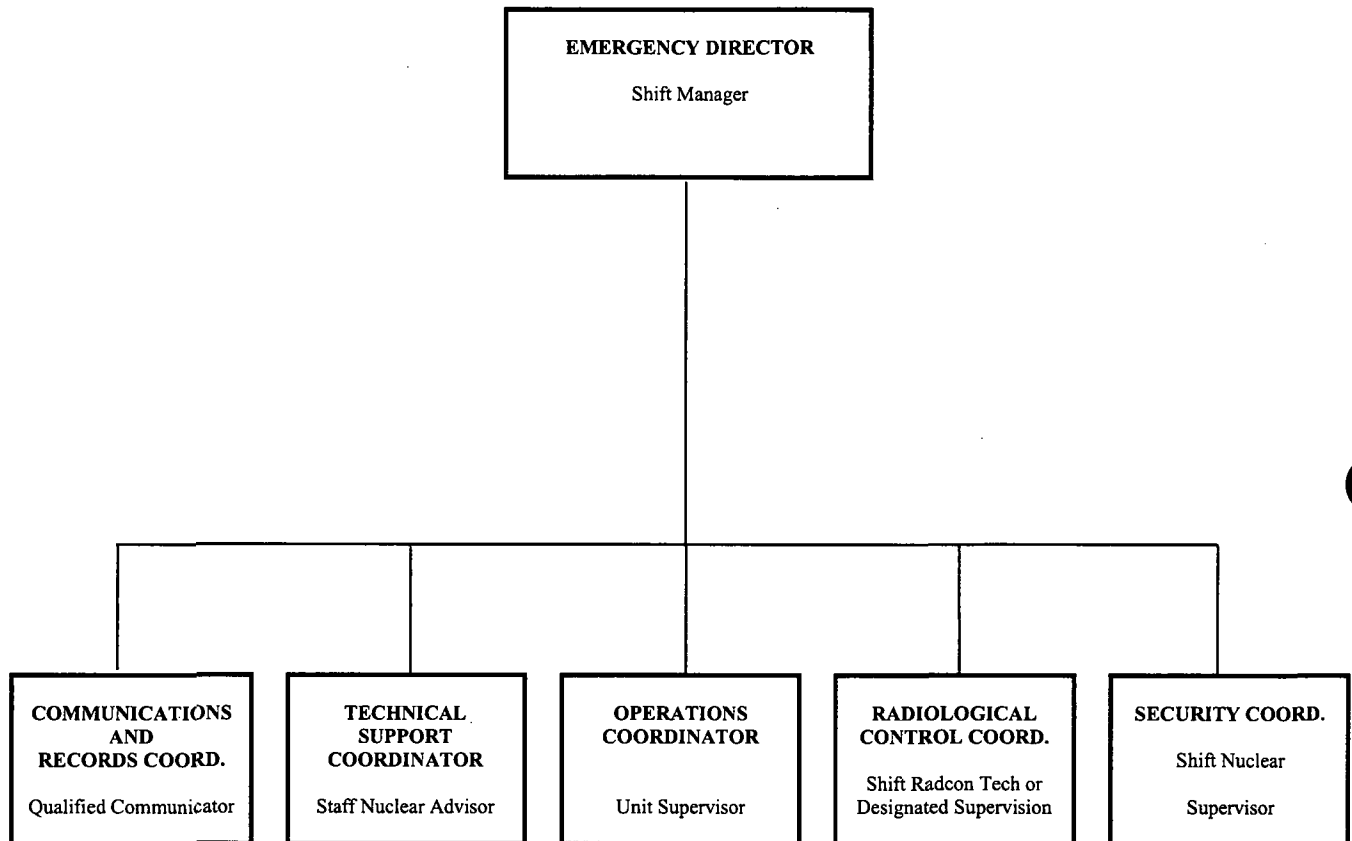 EMERGENCY DIRECTOR
Shift Manager
COMMUNICATIONS
AND
RECORDS COORD.
Qualified Communicator
TECHNICAL
SUPPORT
COORDINATOR
Staff Nuclear Advisor
OPERATIONS
COORDINATOR
Unit Supervisor
RADIOLOGICAL
CONTROL COORD.
Shift Radcon Tech or
Designated Supervision
SECURITY COORD.
Shift Nuclear
Supervisor